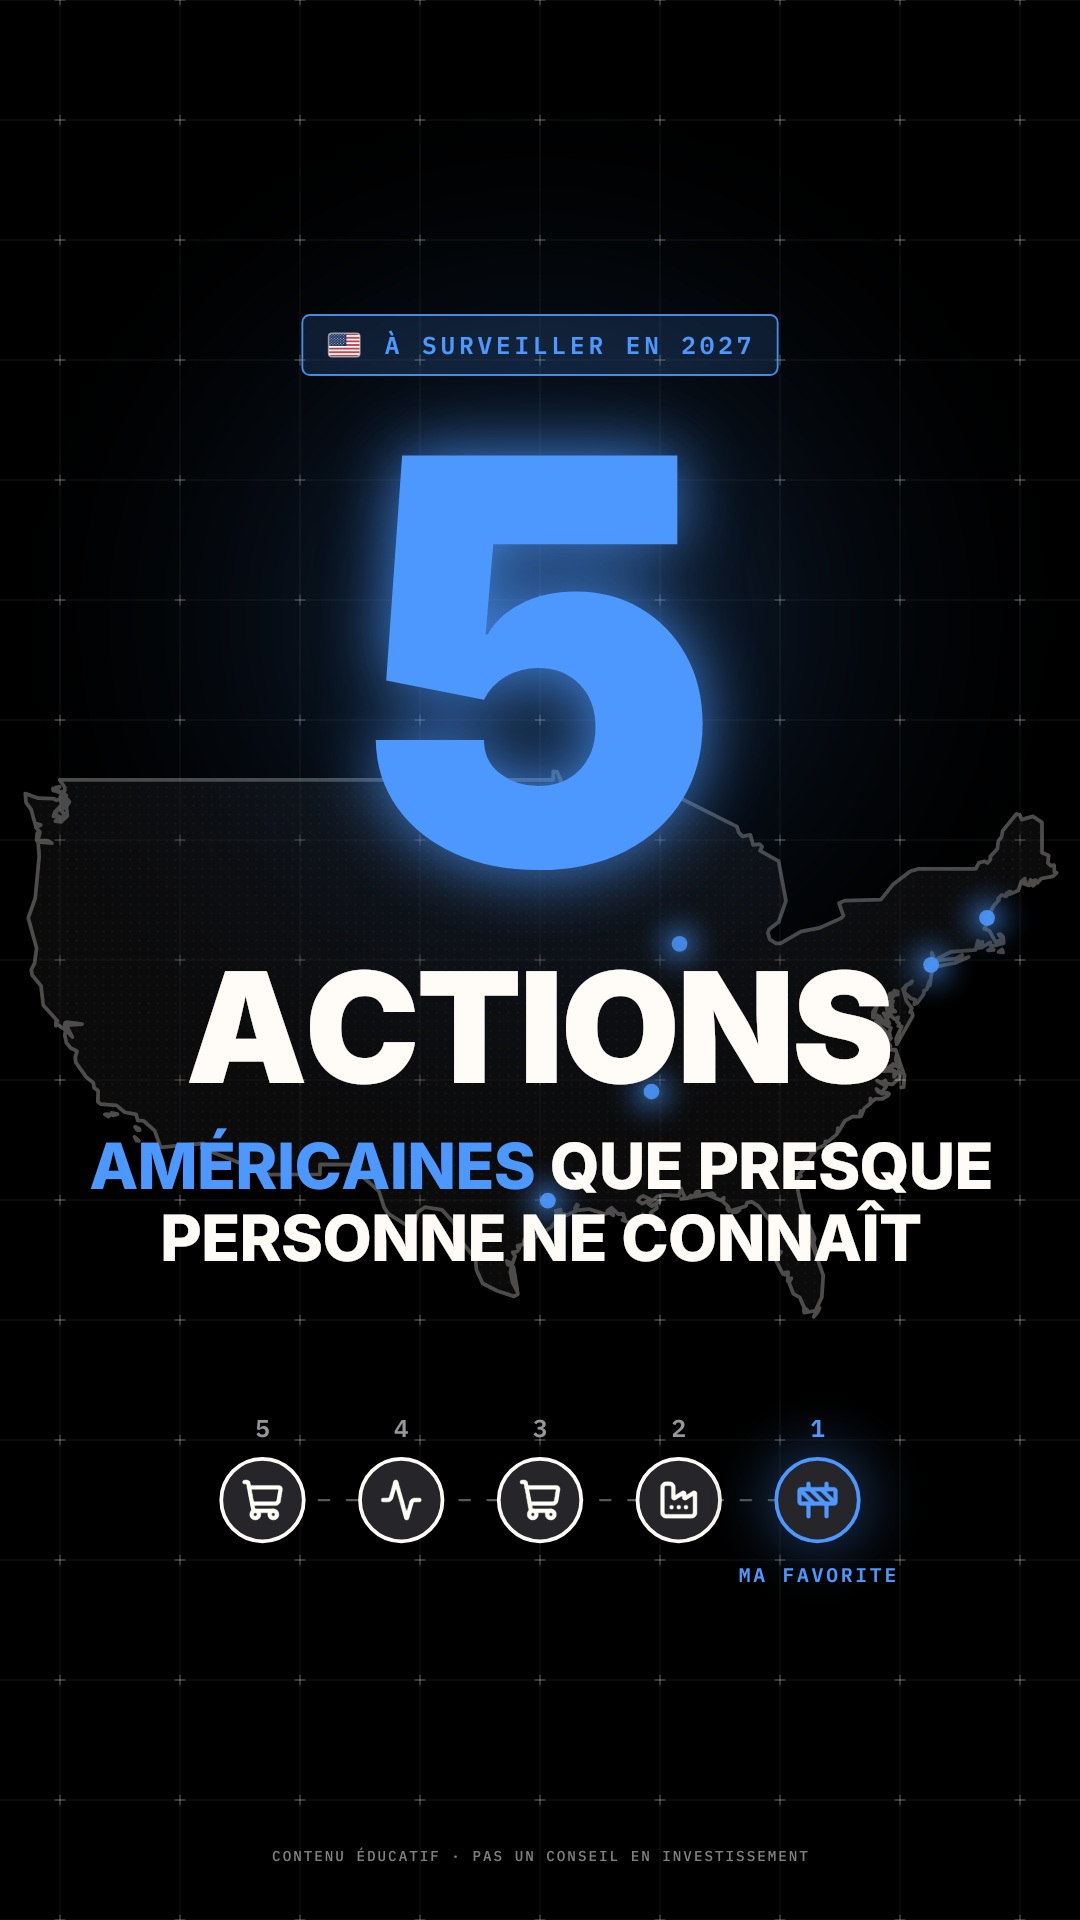 À SURVEILLER EN 2027
5
ACTIONS
AMÉRICAINES QUE PRESQUE
PERSONNE NE CONNAÎT
5 4 3 2 1
MA FAVORITE
CONTENU ÉDUCATIF · PAS UN CONSEIL EN INVESTISSEMENT